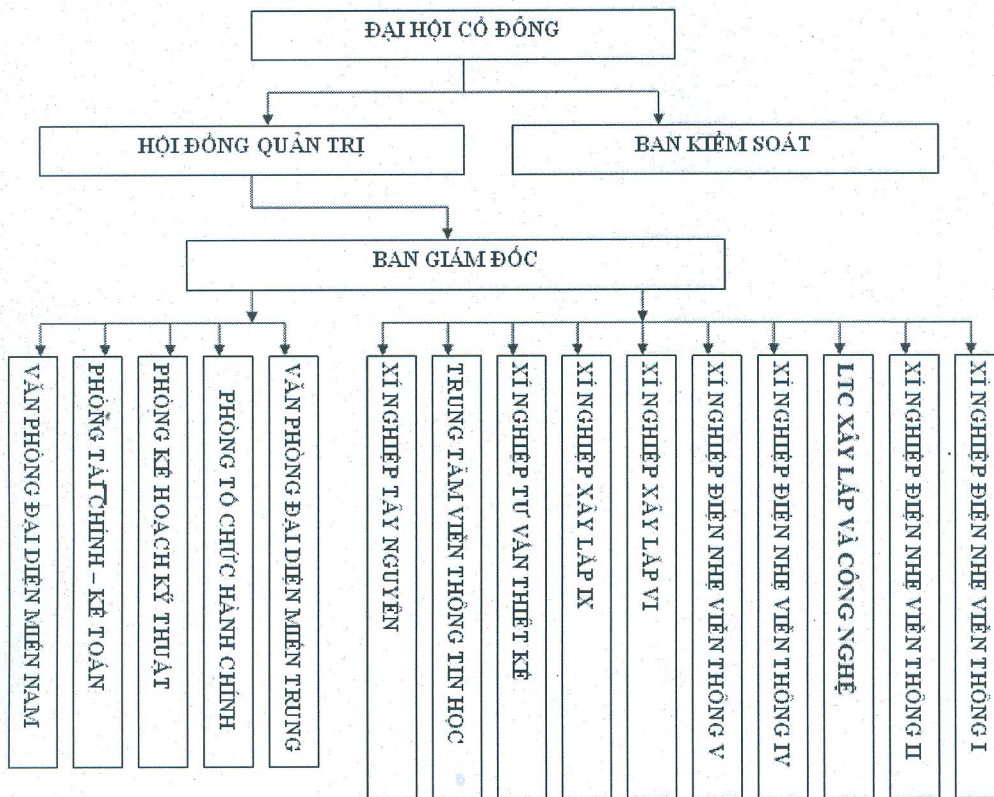 ĐẠI HỘI CỔ ĐÔNG
HỘI ĐỒNG QUẢN TRỊ
BAN KIỂM SOÁT
BAN GIÁM ĐỐC
VĂN PHÒNG ĐẠI DIỆN MIỀN NAM
PHÒNG TÀI CHÍNH – KẾ TOÁN
PHÒNG KẾ HOẠCH KỸ THUẬT
PHÒNG TỔ CHỨC HÀNH CHÍNH
VĂN PHÒNG ĐẠI DIỆN MIỀN TRUNG
XÍ NGHIỆP TÂY NGUYÊN
TRUNG TÂM VIỄN THÔNG TIN HỌC
XÍ NGHIỆP TƯ VẤN THIẾT KẾ
XÍ NGHIỆP XÂY LẮP IX
XÍ NGHIỆP XÂY LẮP VI
XÍ NGHIỆP ĐIỆN NHẸ VIỄN THÔNG V
XÍ NGHIỆP ĐIỆN NHẸ VIỄN THÔNG IV
LTC XÂY LẮP VÀ CÔNG NGHỆ
XÍ NGHIỆP ĐIỆN NHẸ VIỄN THÔNG II
XÍ NGHIỆP ĐIỆN NHẸ VIỄN THÔNG I